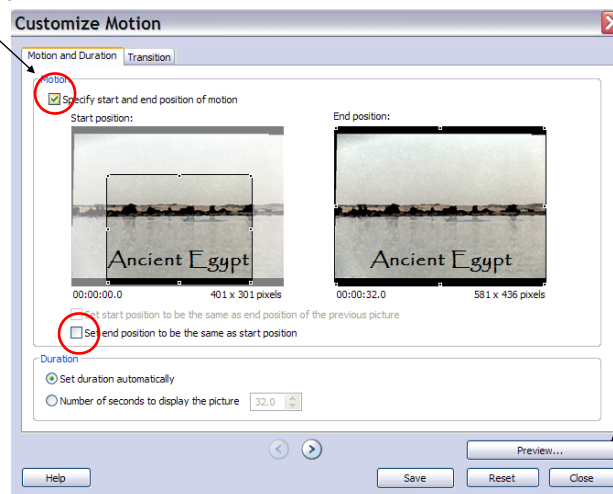 Customize Motion
Motion and Duration Transition
Motion
Specify start and end position of motion
Start position: End position:
Ancient Egypt Ancient Egypt
00:00:00.0 401 x 301 pixels 00:00:32.0 581 x 436 pixels
Set start position to be the same as end position of the previous picture
Set end position to be the same as start position
Duration
Set duration automatically
Number of seconds to display the picture 32.0
Preview...
Help Save Reset Close